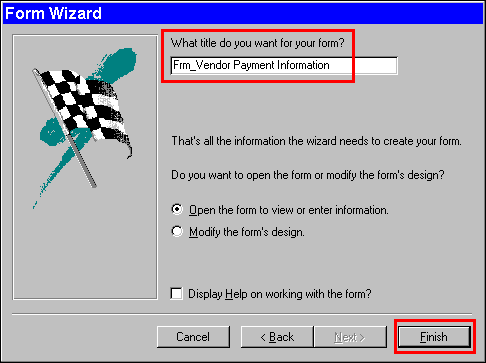 Form Wizard
What title do you want for your form?
Frm_Vendor Payment Information
That's all the information the wizard needs to create your form.
Do you want to open the form or modify the form's design?
Open the form to view or enter information.
Modify the form's design.
Display Help on working with the form?
Cancel < Back Next > Finish